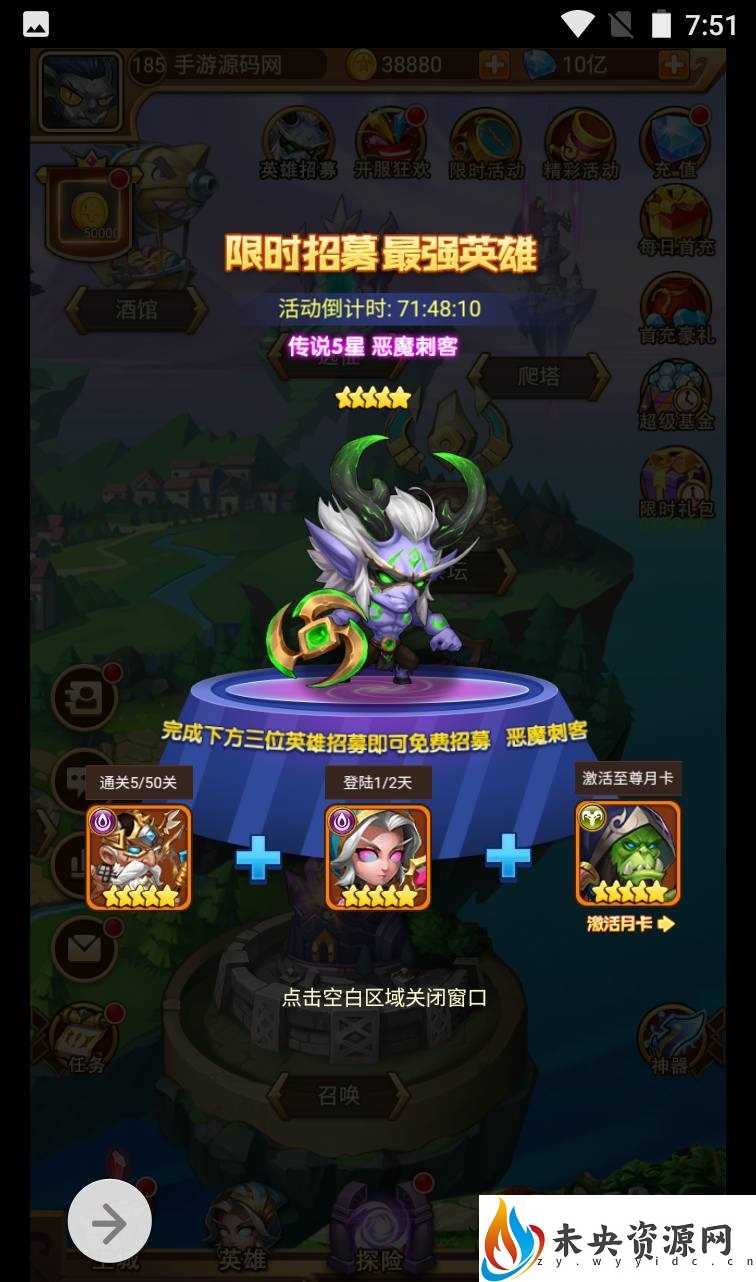 7:51
185 手游源码网
38880
10亿
英雄招募 开服狂欢 限时活动 精彩活动 充值
50000
每日首充
限时招募最强英雄
活动倒计时: 71:48:10
酒馆
首充豪礼
传说5星 恶魔刺客
爬塔
超级基金
限时礼包
坛
完成下方三位英雄招募即可免费招募 恶魔刺客
通关5/50关
登陆1/2天
激活至尊月卡
激活月卡
点击空白区域关闭窗口
任务
神器
召唤
主城
英雄
探险
未央资源网
zy.wyyidc.cn